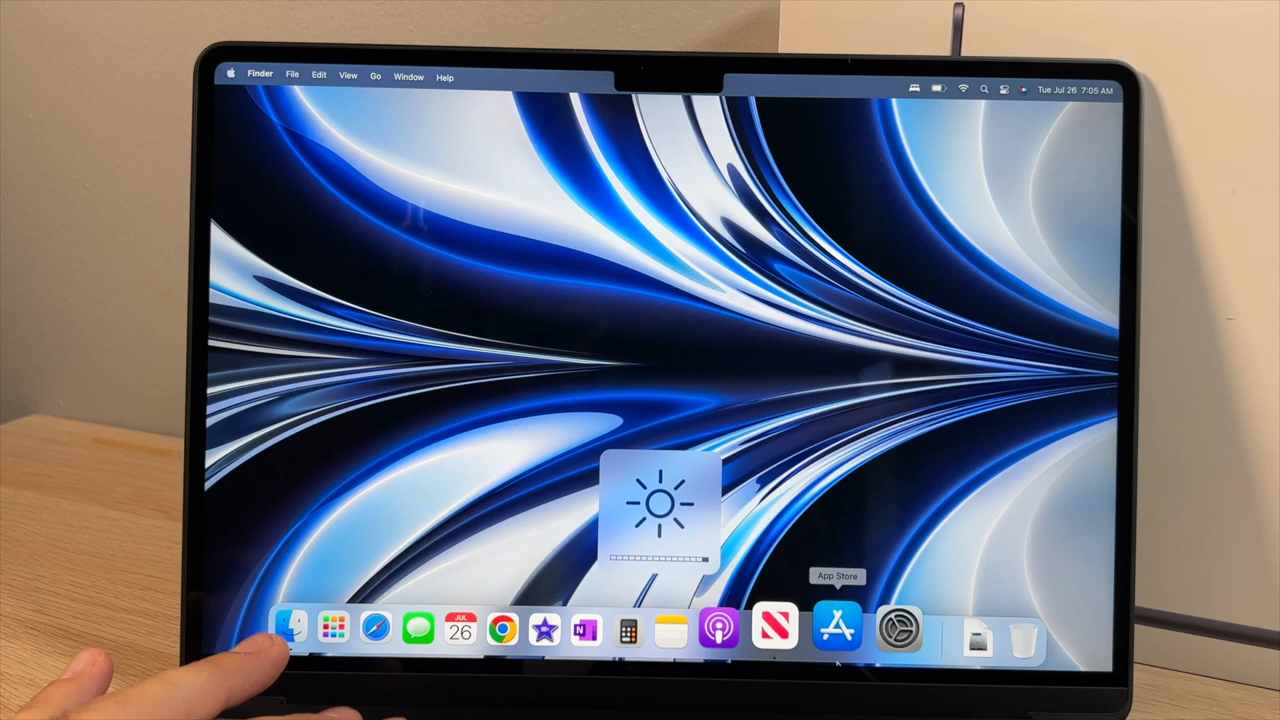 Finder File Edit View Go Window Help
Tue Jul 26 7:05 AM
App Store
JUL
26
N